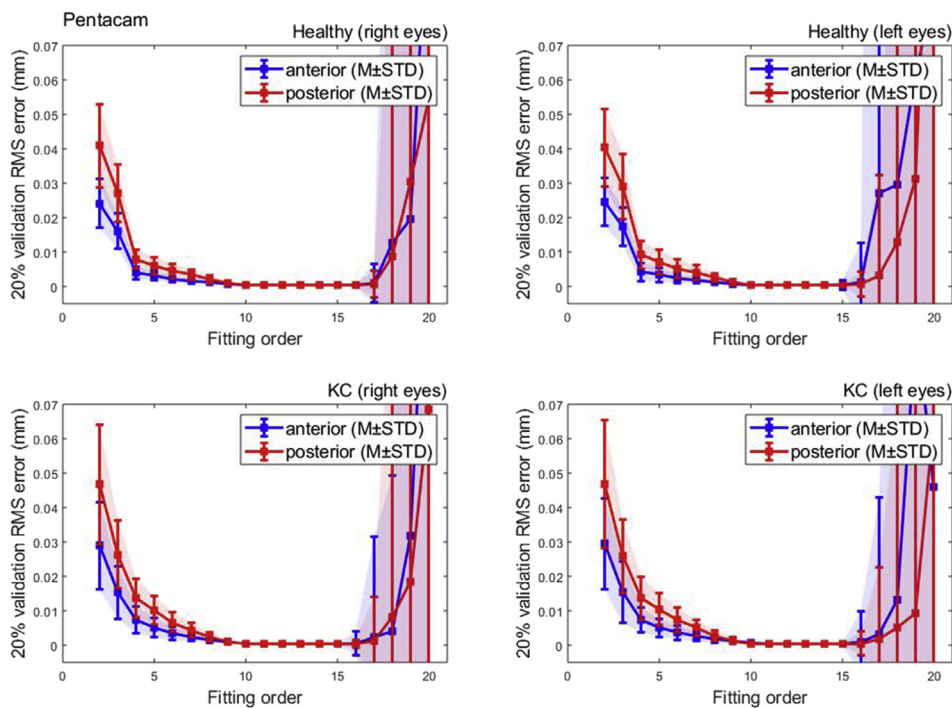 Pentacam
Healthy (right eyes)
0.07
0.06
0.05
0.04
0.03
0.02
0.01
0
20% validation RMS error (mm)
anterior (M±STD)
posterior (M±STD)
0 5 10 15 20
Fitting order
Healthy (left eyes)
0.07
0.06
0.05
0.04
0.03
0.02
0.01
0
20% validation RMS error (mm)
anterior (M±STD)
posterior (M±STD)
0 5 10 15 20
Fitting order
KC (right eyes)
0.07
0.06
0.05
0.04
0.03
0.02
0.01
0
20% validation RMS error (mm)
anterior (M±STD)
posterior (M±STD)
0 5 10 15 20
Fitting order
KC (left eyes)
0.07
0.06
0.05
0.04
0.03
0.02
0.01
0
20% validation RMS error (mm)
anterior (M±STD)
posterior (M±STD)
0 5 10 15 20
Fitting order